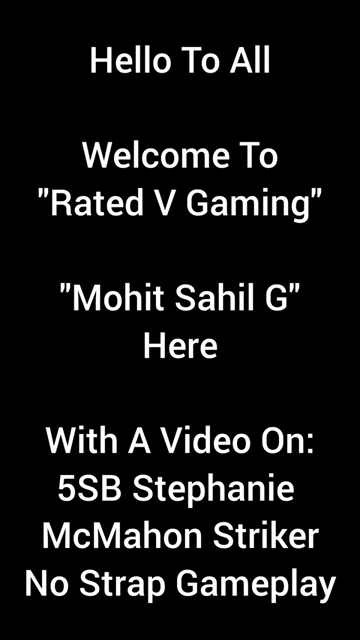 Hello To All
Welcome To
"Rated V Gaming"
"Mohit Sahil G"
Here
With A Video On:
5SB Stephanie
McMahon Striker
No Strap Gameplay